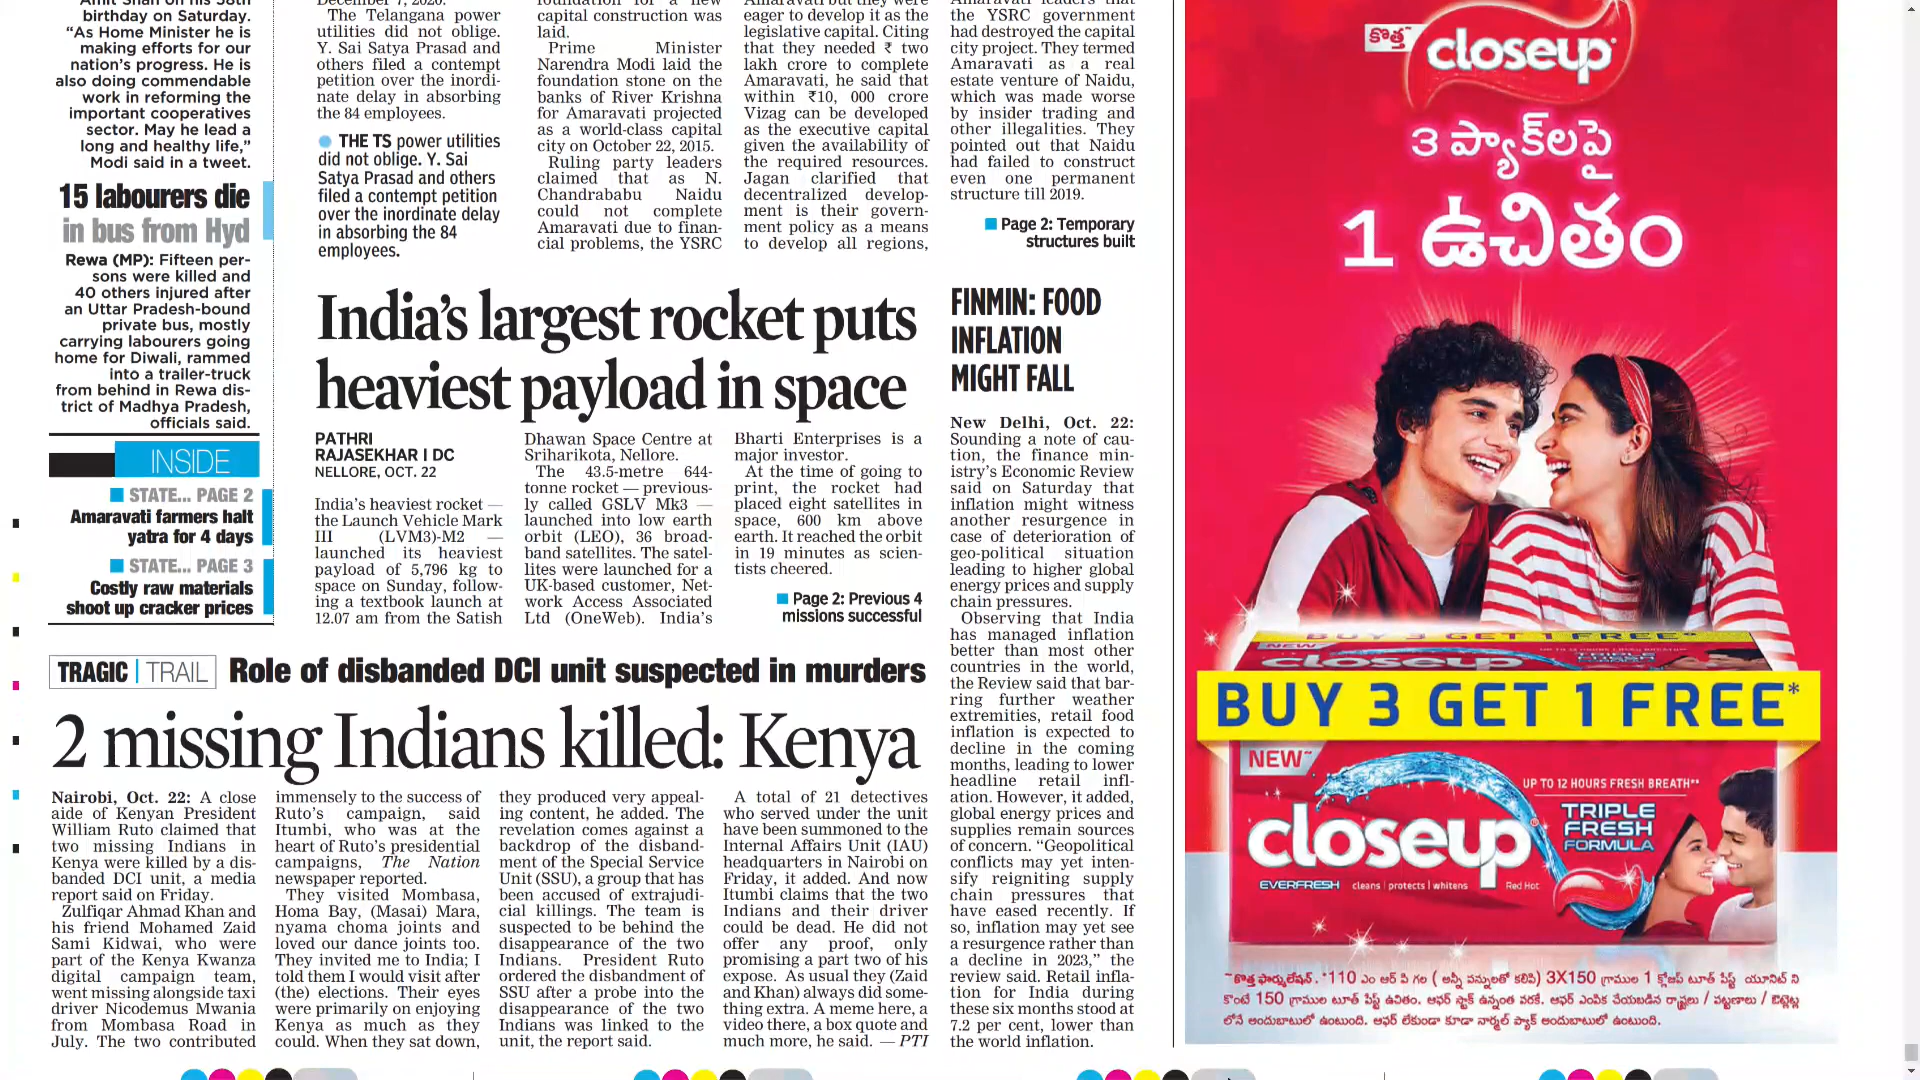 Amit Shah on his 58th
birthday on Saturday.
“As Home Minister he is
making efforts for our
nation’s progress. He is
also doing commendable
work in reforming the
important cooperatives
sector. May he lead a
long and healthy life,”
Modi said in a tweet.
15 labourers die
in bus from Hyd
Rewa (MP): Fifteen per-
sons were killed and
40 others injured after
an Uttar Pradesh-bound
private bus, mostly
carrying labourers going
home for Diwali, rammed
into a trailer-truck
from behind in Rewa dis-
trict of Madhya Pradesh,
officials said.
INSIDE
STATE... PAGE 2
Amaravati farmers halt
yatra for 4 days
STATE... PAGE 3
Costly raw materials
shoot up cracker prices
December 7, 2020.
The Telangana power
utilities did not oblige.
Y. Sai Satya Prasad and
others filed a contempt
petition over the inordi-
nate delay in absorbing
the 84 employees.
THE TS power utilities
did not oblige. Y. Sai
Satya Prasad and others
filed a contempt petition
over the inordinate delay
in absorbing the 84
employees.
foundation for a new
capital construction was
laid.
Prime Minister
Narendra Modi laid the
foundation stone on the
banks of River Krishna
for Amaravati projected
as a world-class capital
city on October 22, 2015.
Ruling party leaders
claimed that as N.
Chandrababu Naidu
could not complete
Amaravati due to finan-
cial problems, the YSRC
Amaravati but they were
eager to develop it as the
legislative capital. Citing
that they needed ₹ two
lakh crore to complete
Amaravati, he said that
within ₹10, 000 crore
Vizag can be developed
as the executive capital
given the availability of
the required resources.
Jagan clarified that
decentralized develop-
ment is their govern-
ment policy as a means
to develop all regions,
Amaravati leaders that
the YSRC government
had destroyed the capital
city project. They termed
Amaravati as a real
estate venture of Naidu,
which was made worse
by insider trading and
other illegalities. They
pointed out that Naidu
had failed to construct
even one permanent
structure till 2019.
Page 2: Temporary
structures built
India’s largest rocket puts
heaviest payload in space
PATHRI
RAJASEKHAR I DC
NELLORE, OCT. 22
India’s heaviest rocket —
the Launch Vehicle Mark
III (LVM3)-M2 —
launched its heaviest
payload of 5,796 kg to
space on Sunday, follow-
ing a textbook launch at
12.07 am from the Satish
Dhawan Space Centre at
Sriharikota, Nellore.
The 43.5-metre 644-
tonne rocket — previous-
ly called GSLV Mk3 —
launched into low earth
orbit (LEO), 36 broad-
band satellites. The satel-
lites were launched for a
UK-based customer, Net-
work Access Associated
Ltd (OneWeb). India’s
Bharti Enterprises is a
major investor.
At the time of going to
print, the rocket had
placed eight satellites in
space, 600 km above
earth. It reached the orbit
in 19 minutes as scien-
tists cheered.
Page 2: Previous 4
missions successful
FINMIN: FOOD
INFLATION
MIGHT FALL
New Delhi, Oct. 22:
Sounding a note of cau-
tion, the finance min-
istry’s Economic Review
said on Saturday that
inflation might witness
another resurgence in
case of deterioration of
geo-political situation
leading to higher global
energy prices and supply
chain pressures.
Observing that India
has managed inflation
better than most other
countries in the world,
the Review said that bar-
ring further weather
extremities, retail food
inflation is expected to
decline in the coming
months, leading to lower
headline retail infl-
ation. However, it added,
global energy prices and
supplies remain sources
of concern. “Geopolitical
conflicts may yet inten-
sify reigniting supply
chain pressures that
have eased recently. If
so, inflation may yet see
a resurgence rather than
a decline in 2023,” the
review said. Retail infla-
tion for India during
these six months stood at
7.2 per cent, lower than
the world inflation.
TRAGIC | TRAIL Role of disbanded DCI unit suspected in murders
2 missing Indians killed: Kenya
Nairobi, Oct. 22: A close
aide of Kenyan President
William Ruto claimed that
two missing Indians in
Kenya were killed by a dis-
banded DCI unit, a media
report said on Friday.
Zulfiqar Ahmad Khan and
his friend Mohamed Zaid
Sami Kidwai, who were
part of the Kenya Kwanza
digital campaign team,
went missing alongside taxi
driver Nicodemus Mwania
from Mombasa Road in
July. The two contributed
immensely to the success of
Ruto’s campaign, said
Itumbi, who was at the
heart of Ruto’s presidential
campaigns, The Nation
newspaper reported.
They visited Mombasa,
Homa Bay, (Masai) Mara,
nyama choma joints and
loved our dance joints too.
They invited me to India; I
told them I would visit after
(the) elections. Their eyes
were primarily on enjoying
Kenya as much as they
could. When they sat down,
they produced very appeal-
ing content, he added. The
revelation comes against a
backdrop of the disband-
ment of the Special Service
Unit (SSU), a group that has
been accused of extrajudi-
cial killings. The team is
suspected to be behind the
disappearance of the two
Indians. President Ruto
ordered the disbandment of
SSU after a probe into the
disappearance of the two
Indians was linked to the
unit, the report said.
A total of 21 detectives
who served under the unit
have been summoned to the
Internal Affairs Unit (IAU)
headquarters in Nairobi on
Friday, it added. And now
Itumbi claims that the two
Indians and their driver
could be dead. He did not
offer any proof, only
promising a part two of his
expose. As usual they (Zaid
and Khan) always did some-
thing extra. A meme here, a
video there, a box quote and
much more, he said. — PTI
కొత్త~ closeup
3 ప్యాక్‌లపై
1 ఉచితం
BUY 3 GET 1 FREE*
NEW closeup
BUY 3 GET 1 FREE*
NEW~
UP TO 12 HOURS FRESH BREATH**
closeup
TRIPLE
FRESH
FORMULA
EVERFRESH cleans | protects | whitens Red Hot
~కొత్త ఫార్ములేషన్. *110 ఎం ఆర్ పి గల ( అన్నీ పన్నులతో కలిపి) 3X150 గ్రాముల 1 క్లోజప్ టూత్ పేస్ట్ యూనిట్ ని
కొంటే 150 గ్రాముల టూత్ పేస్ట్ ఉచితం. ఆఫర్ స్టాక్ ఉన్నంత వరకే. ఆఫర్ ఎంపిక చేయబడిన రాష్ట్రలు / పట్టణాలు / ఔట్లెట్ల
లోనే అందుబాటులో ఉంటుంది. ఆఫర్ లేకుండా కూడా నార్మల్ ప్యాక్ అందుబాటులో ఉంటుంది.